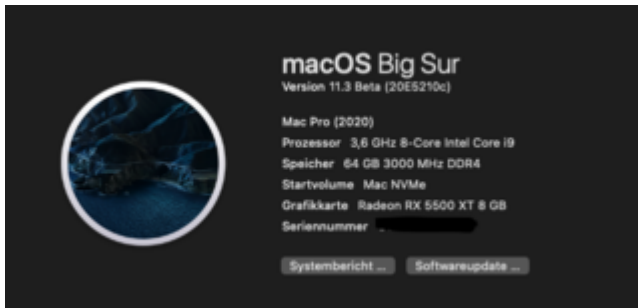 macOS Big Sur
Version 11.3 Beta (20E5210c)
Mac Pro (2020)
Prozessor 3,6 GHz 8-Core Intel Core i9
Speicher 64 GB 3000 MHz DDR4
Startvolume Mac NVMe
Grafikkarte Radeon RX 5500 XT 8 GB
Seriennummer
Systembericht ... Softwareupdate ...